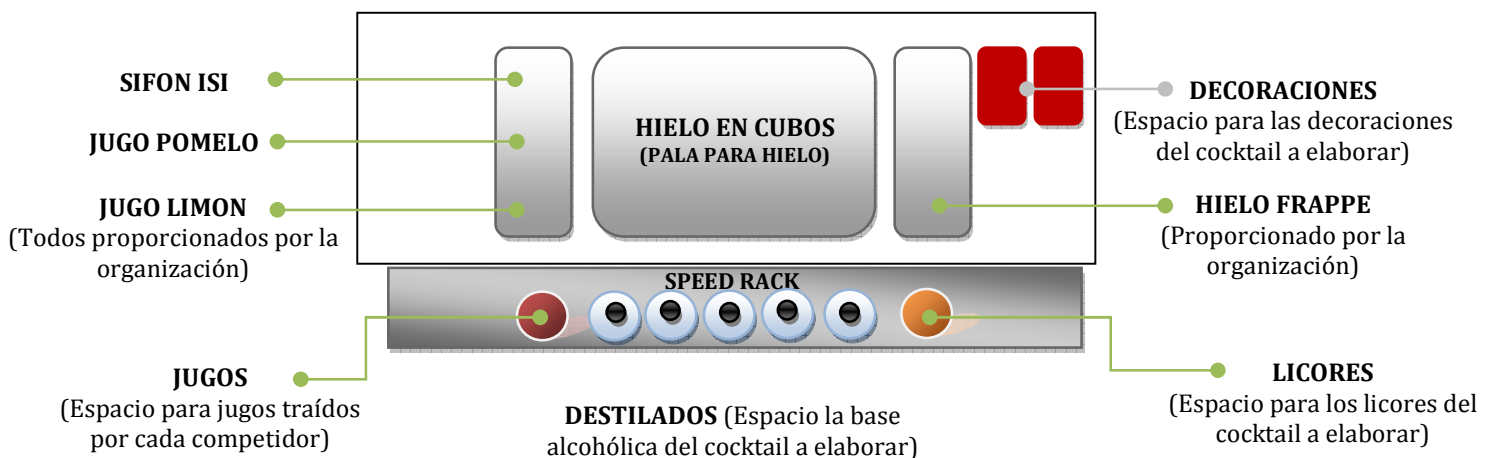 SIFON ISI
JUGO POMELO
JUGO LIMON
(Todos proporcionados por la
organización)
HIELO EN CUBOS
(PALA PARA HIELO)
DECORACIONES
(Espacio para las decoraciones
del cocktail a elaborar)
HIELO FRAPPE
(Proporcionado por la
organización)
SPEED RACK
JUGOS
(Espacio para jugos traídos
por cada competidor)
DESTILADOS (Espacio la base
alcohólica del cocktail a elaborar)
LICORES
(Espacio para los licores del
cocktail a elaborar)